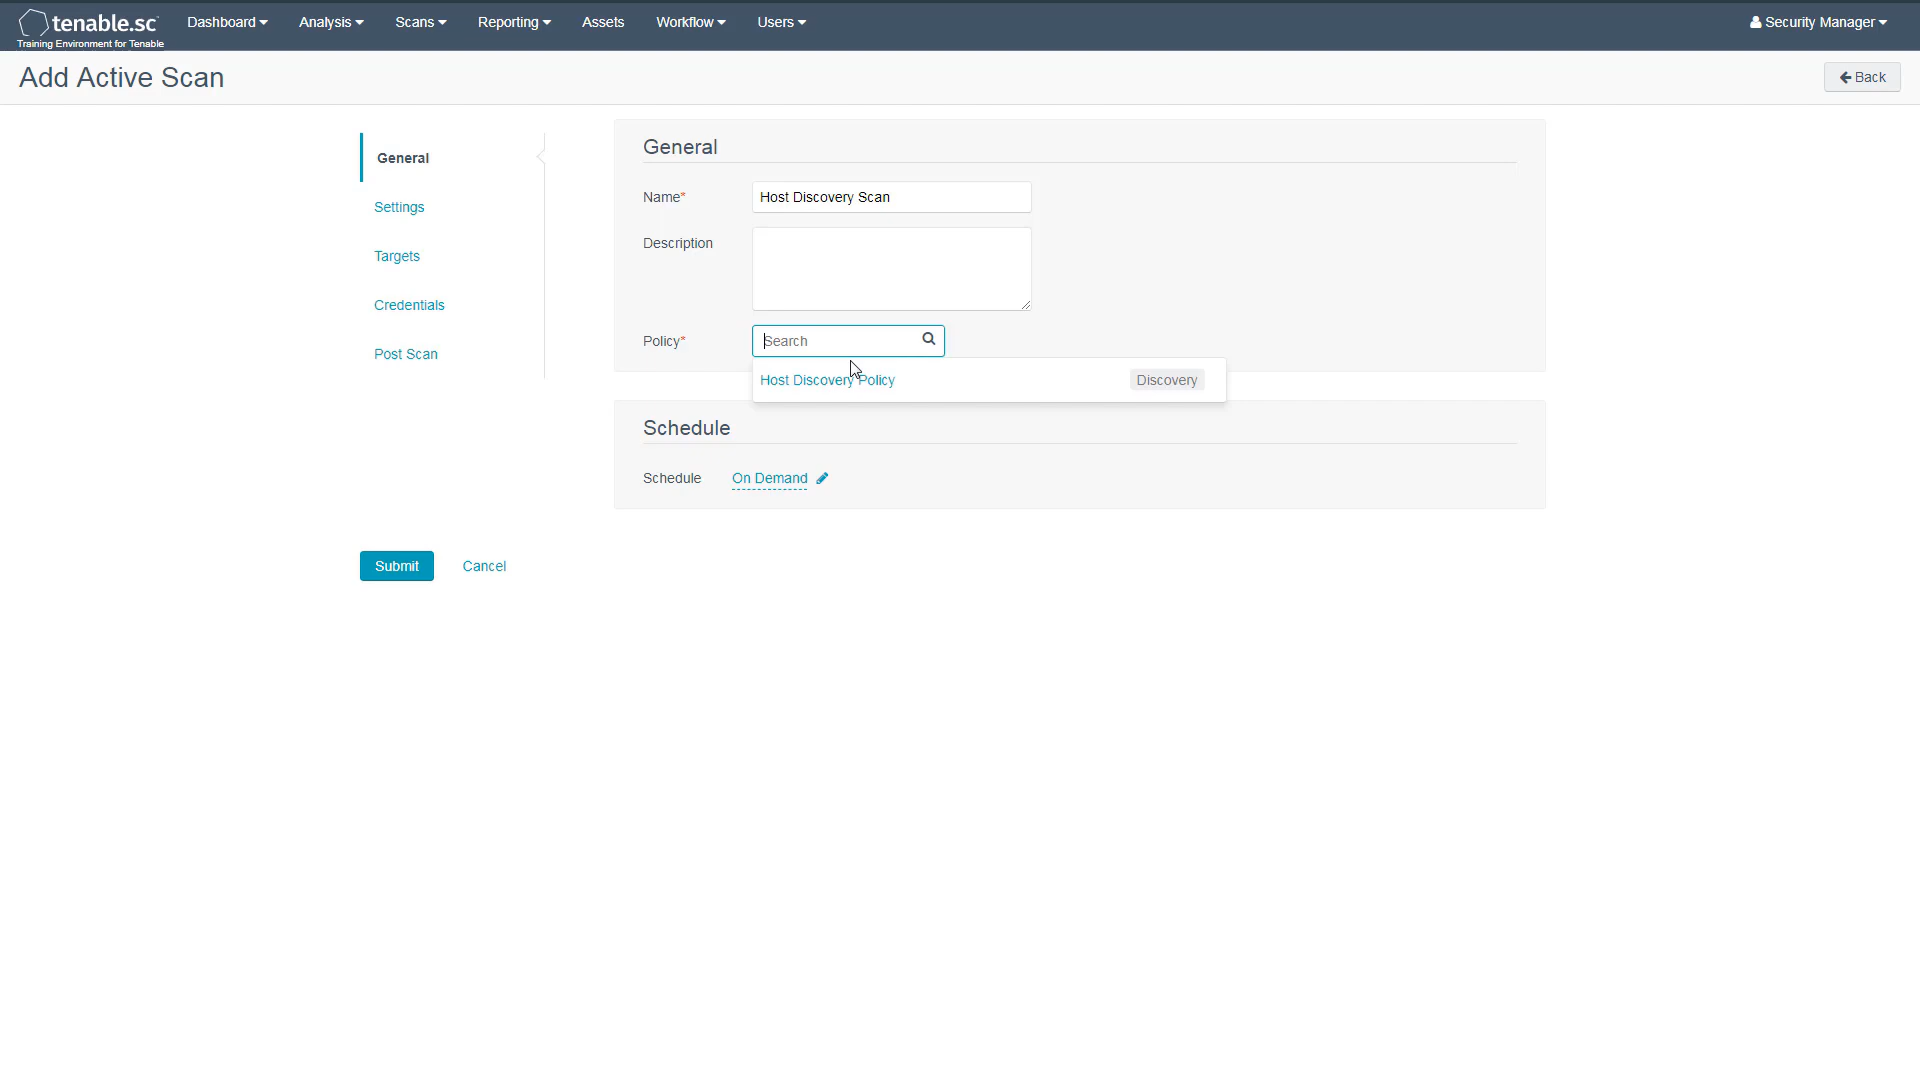 tenable.sc
Training Environment for Tenable
Dashboard
Analysis
Scans
Reporting
Assets
Workflow
Users
Security Manager
Add Active Scan
Back
General
Settings
Targets
Credentials
Post Scan
General
Name*
Host Discovery Scan
Description
Policy*
Search
Host Discovery Policy
Discovery
Schedule
Schedule
On Demand
Submit
Cancel